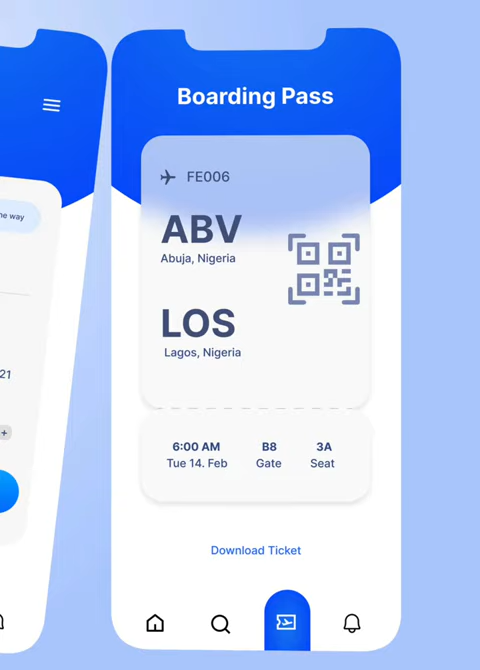 Boarding Pass
FE006
ABV
Abuja, Nigeria
LOS
Lagos, Nigeria
6:00 AM B8 3A
Tue 14. Feb Gate Seat
Download Ticket
way
21
+